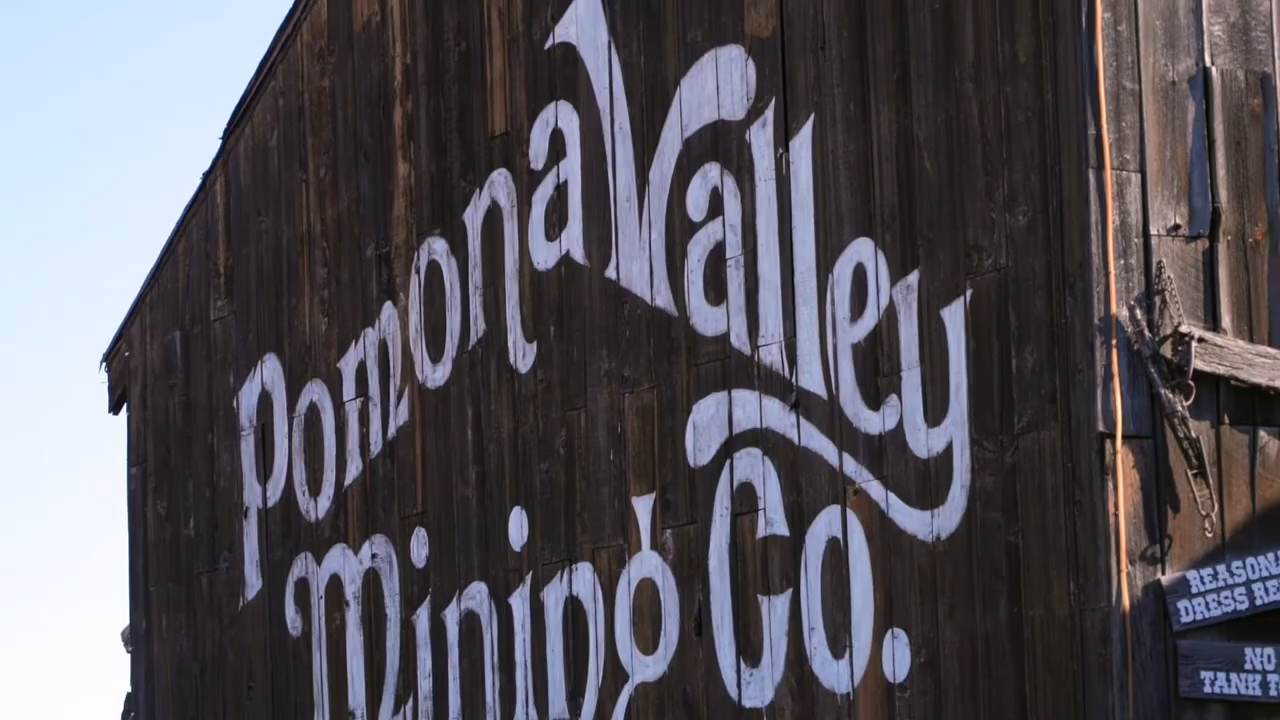 Pomona Valley
Mining Co.
REASONA
DRESS RE
NO
TANK T